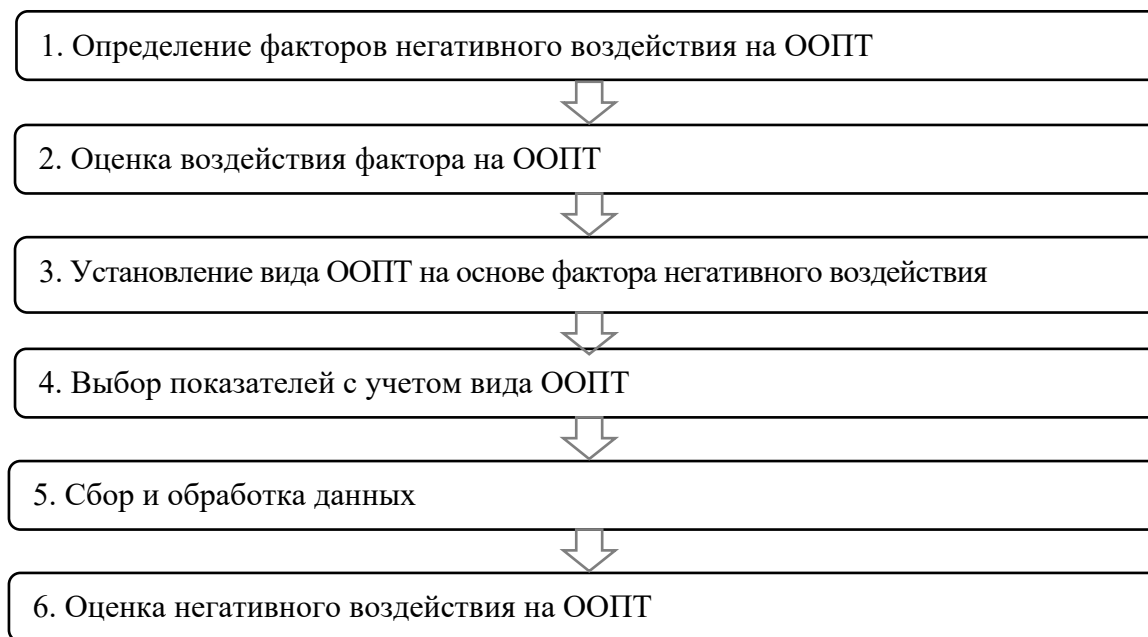 1. Определение факторов негативного воздействия на ООПТ
2. Оценка воздействия фактора на ООПТ
3. Установление вида ООПТ на основе фактора негативного воздействия
4. Выбор показателей с учетом вида ООПТ
5. Сбор и обработка данных
6. Оценка негативного воздействия на ООПТ